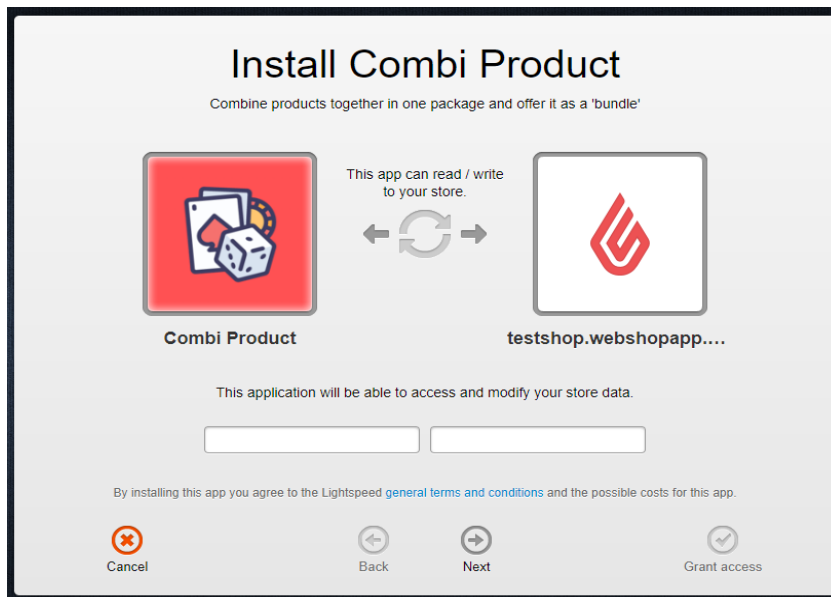 Install Combi Product
Combine products together in one package and offer it as a 'bundle'
This app can read / write
to your store.
Combi Product
testshop.webshopapp....
This application will be able to access and modify your store data.
By installing this app you agree to the Lightspeed general terms and conditions and the possible costs for this app.
Cancel
Back
Next
Grant access